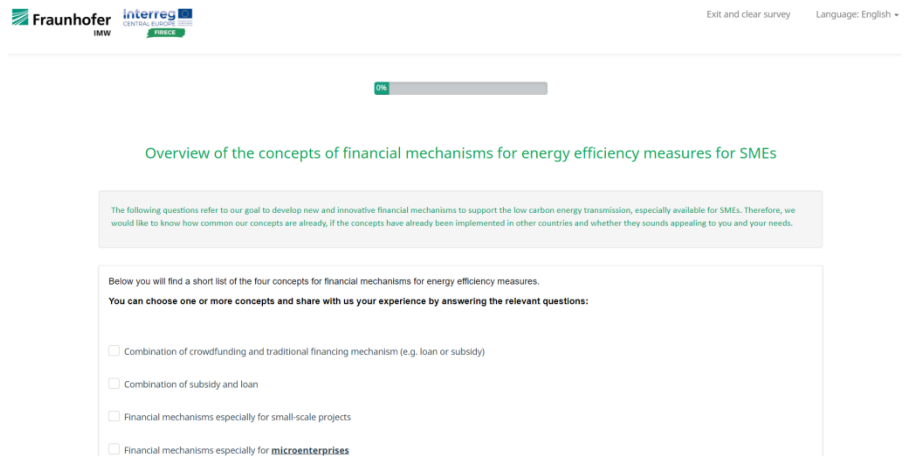 Fraunhofer
IMW
Interreg
CENTRAL EUROPE
FIRECE
Exit and clear survey
Language: English
0%
Overview of the concepts of financial mechanisms for energy efficiency measures for SMEs
The following questions refer to our goal to develop new and innovative financial mechanisms to support the low carbon energy transmission, especially available for SMEs. Therefore, we
would like to know how common our concepts are already, if the concepts have already been implemented in other countries and whether they sounds appealing to you and your needs.
Below you will find a short list of the four concepts for financial mechanisms for energy efficiency measures.
You can choose one or more concepts and share with us your experience by answering the relevant questions:
Combination of crowdfunding and traditional financing mechanism (e.g. loan or subsidy)
Combination of subsidy and loan
Financial mechanisms especially for small-scale projects
Financial mechanisms especially for microenterprises